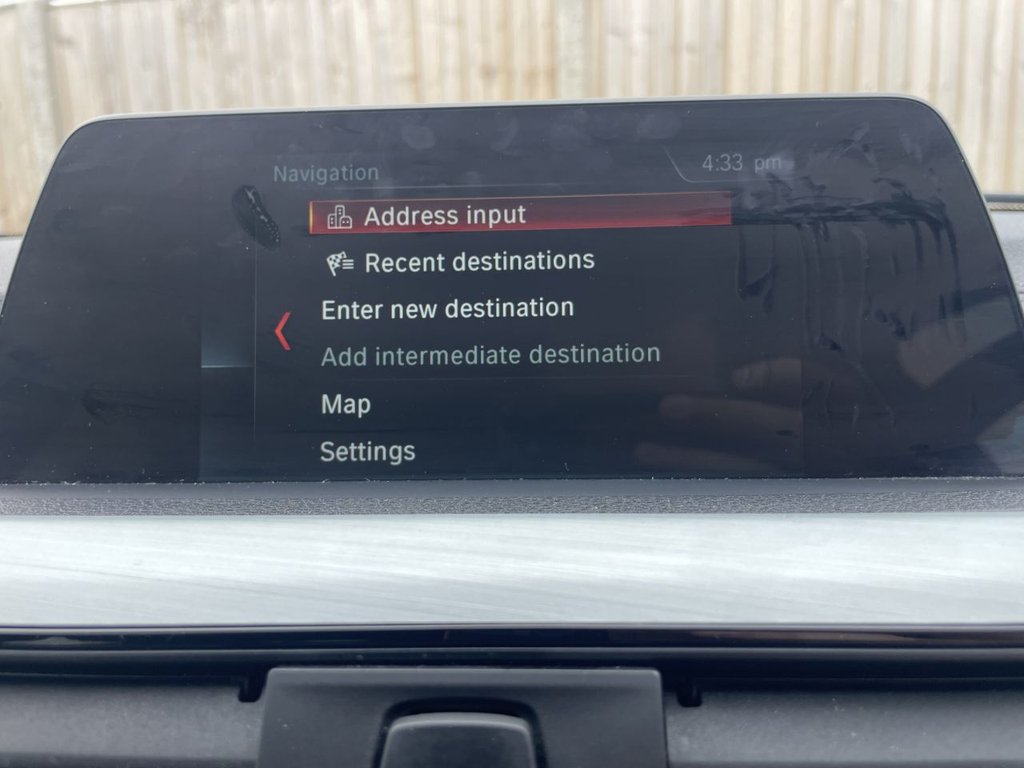 Navigation
4:33 pm
Address input
Recent destinations
Enter new destination
Add intermediate destination
Map
Settings